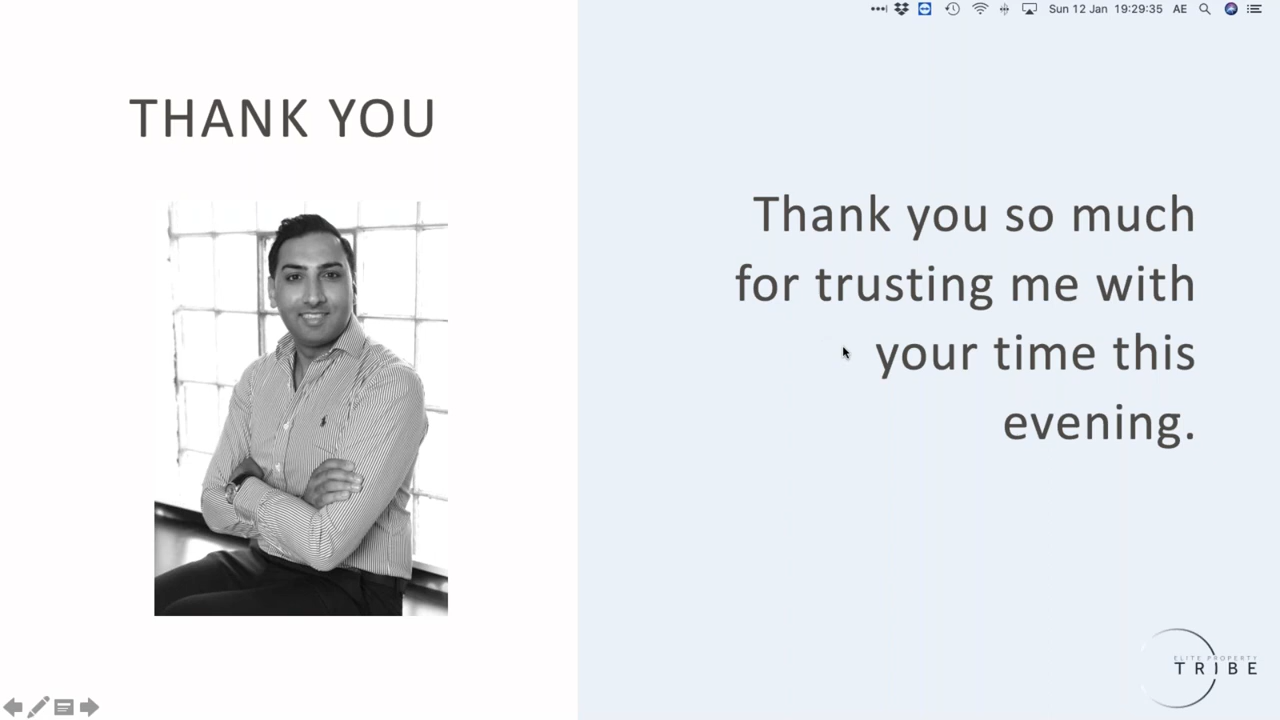 Sun 12 Jan 19:29:35 AE
THANK YOU
Thank you so much
for trusting me with
your time this
evening.
ELITE PROPERTY
TRIBE